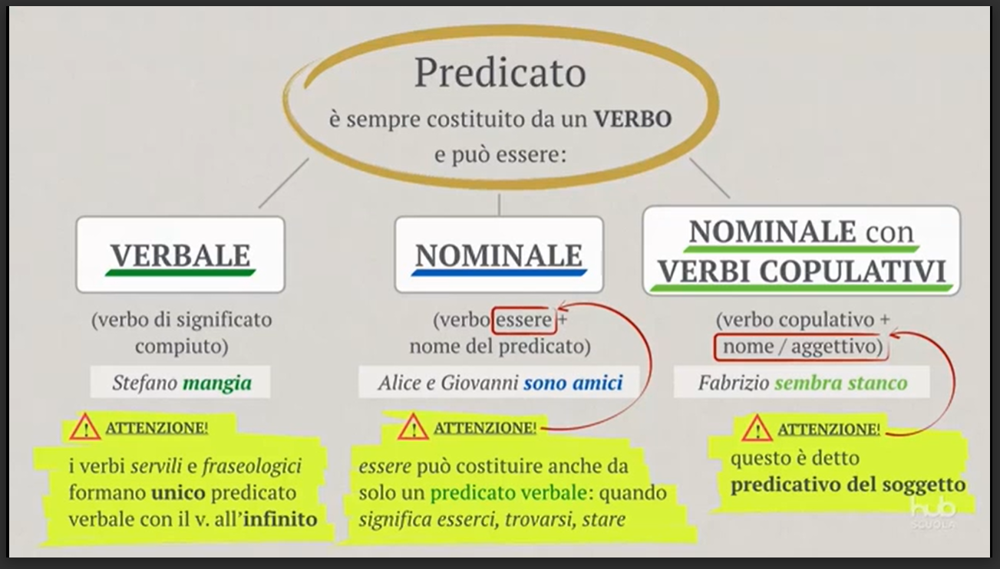 Predicato
è sempre costituito da un VERBO
e può essere:
VERBALE
(verbo di significato
compiuto)
Stefano mangia
ATTENZIONE!
i verbi servili e fraseologici
formano unico predicato
verbale con il v. all'infinito
NOMINALE
(verbo essere +
nome del predicato)
Alice e Giovanni sono amici
ATTENZIONE!
essere può costituire anche da
solo un predicato verbale: quando
significa esserci, trovarsi, stare
NOMINALE con
VERBI COPULATIVI
(verbo copulativo +
nome / aggettivo)
Fabrizio sembra stanco
ATTENZIONE!
questo è detto
predicativo del soggetto
hub
SCUOLA